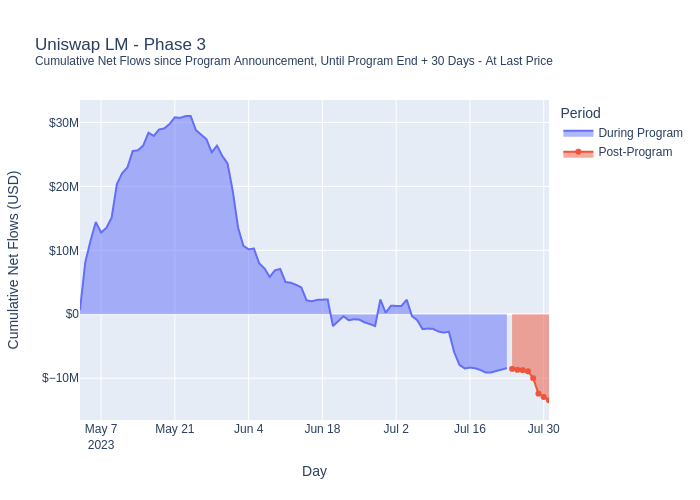 Uniswap LM - Phase 3
Cumulative Net Flows since Program Announcement, Until Program End + 30 Days - At Last Price
Period
During Program
Post-Program
Cumulative Net Flows (USD)
$30M
$20M
$10M
$0
$−10M
May 7
2023
May 21
Jun 4
Jun 18
Jul 2
Jul 16
Jul 30
Day